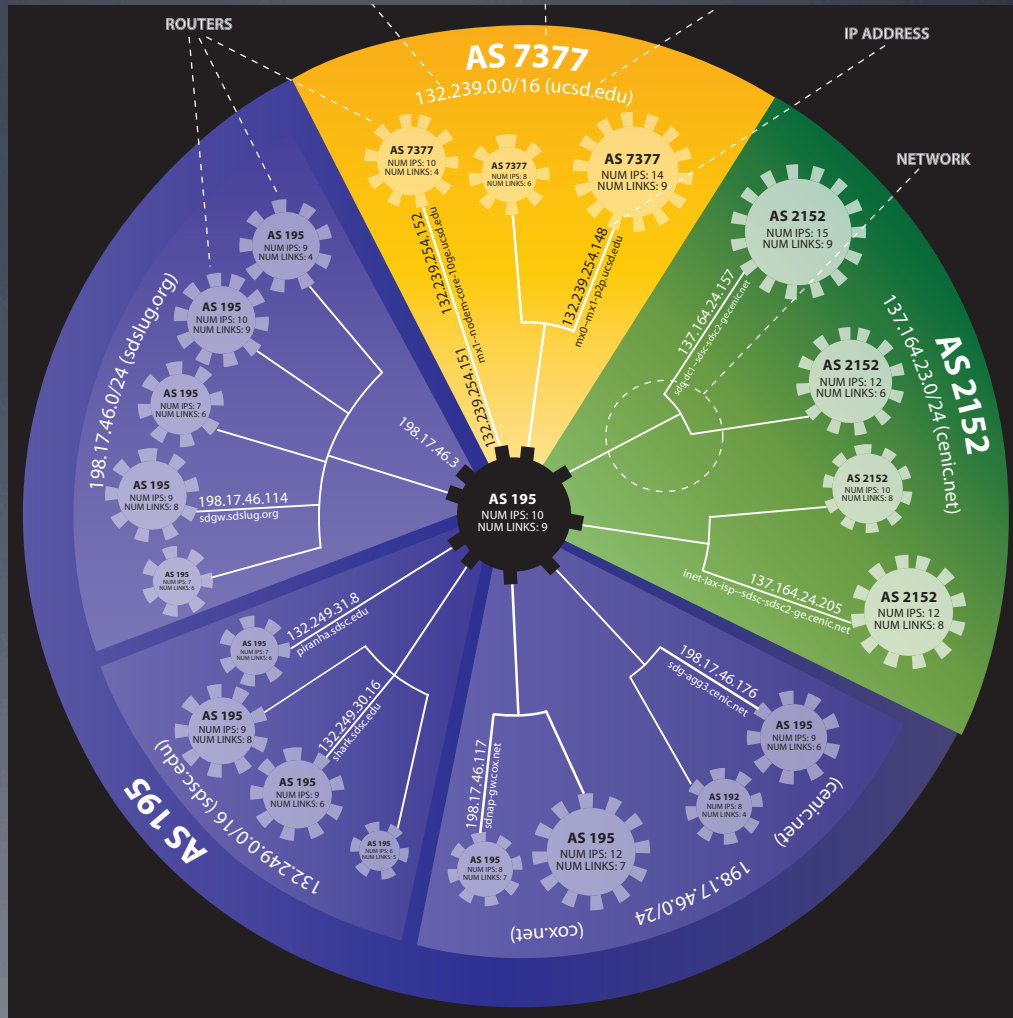 ROUTERS
IP ADDRESS
NETWORK
AS 7377
132.239.0.0/16 (ucsd.edu)
AS 7377
NUM IPS: 10
NUM LINKS: 4
AS 7377
NUM IPS: 8
NUM LINKS: 6
AS 7377
NUM IPS: 14
NUM LINKS: 9
132.239.254.152
mx1--nodem-core-10ge.ucsd.edu
132.239.254.151
132.239.254.148
mx0--mx1-p2p.ucsd.edu
AS 2152
137.164.23.0/24 (cenic.net)
AS 2152
NUM IPS: 15
NUM LINKS: 9
137.164.24.157
sdg-dc1--sdsc-sdsc2-ge.cenic.net
AS 2152
NUM IPS: 12
NUM LINKS: 6
AS 2152
NUM IPS: 10
NUM LINKS: 8
AS 2152
NUM IPS: 12
NUM LINKS: 8
137.164.24.205
inet-lax-isp--sdsc-sdsc2-ge.cenic.net
198.17.46.0/24 (sdslug.org)
AS 195
NUM IPS: 9
NUM LINKS: 4
AS 195
NUM IPS: 10
NUM LINKS: 9
AS 195
NUM IPS: 7
NUM LINKS: 6
AS 195
NUM IPS: 9
NUM LINKS: 8
198.17.46.114
sdgw.sdslug.org
AS 195
NUM IPS: 7
NUM LINKS: 6
198.17.46.3
AS 195
NUM IPS: 10
NUM LINKS: 9
AS 195
132.249.0.0/16 (sdsc.edu)
132.249.31.8
piranha.sdsc.edu
AS 195
NUM IPS: 7
NUM LINKS: 6
AS 195
NUM IPS: 9
NUM LINKS: 8
132.249.30.16
shark.sdsc.edu
AS 195
NUM IPS: 9
NUM LINKS: 6
AS 195
NUM IPS: 6
NUM LINKS: 5
198.17.46.117
sdnap-gw.cox.net
AS 195
NUM IPS: 8
NUM LINKS: 7
AS 195
NUM IPS: 12
NUM LINKS: 7
198.17.46.176
sdg-agg3.cenic.net
AS 195
NUM IPS: 9
NUM LINKS: 6
AS 192
NUM IPS: 8
NUM LINKS: 4
(cenic.net)
198.17.46.0/24
(cox.net)